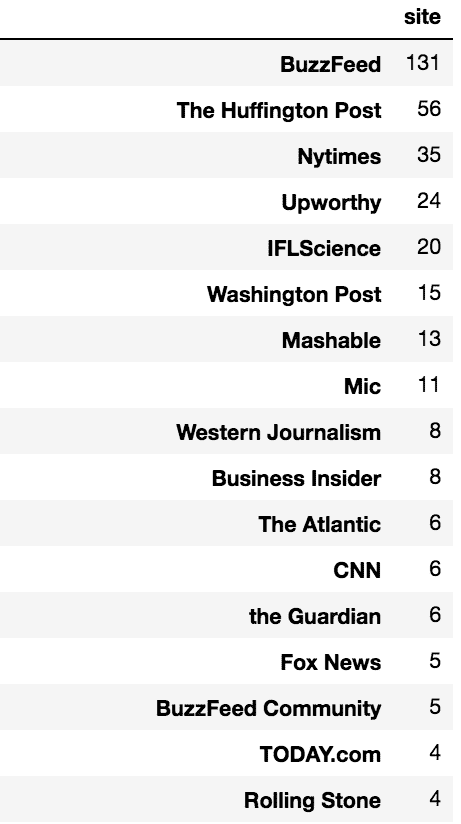 site
BuzzFeed 131
The Huffington Post 56
Nytimes 35
Upworthy 24
IFLScience 20
Washington Post 15
Mashable 13
Mic 11
Western Journalism 8
Business Insider 8
The Atlantic 6
CNN 6
the Guardian 6
Fox News 5
BuzzFeed Community 5
TODAY.com 4
Rolling Stone 4